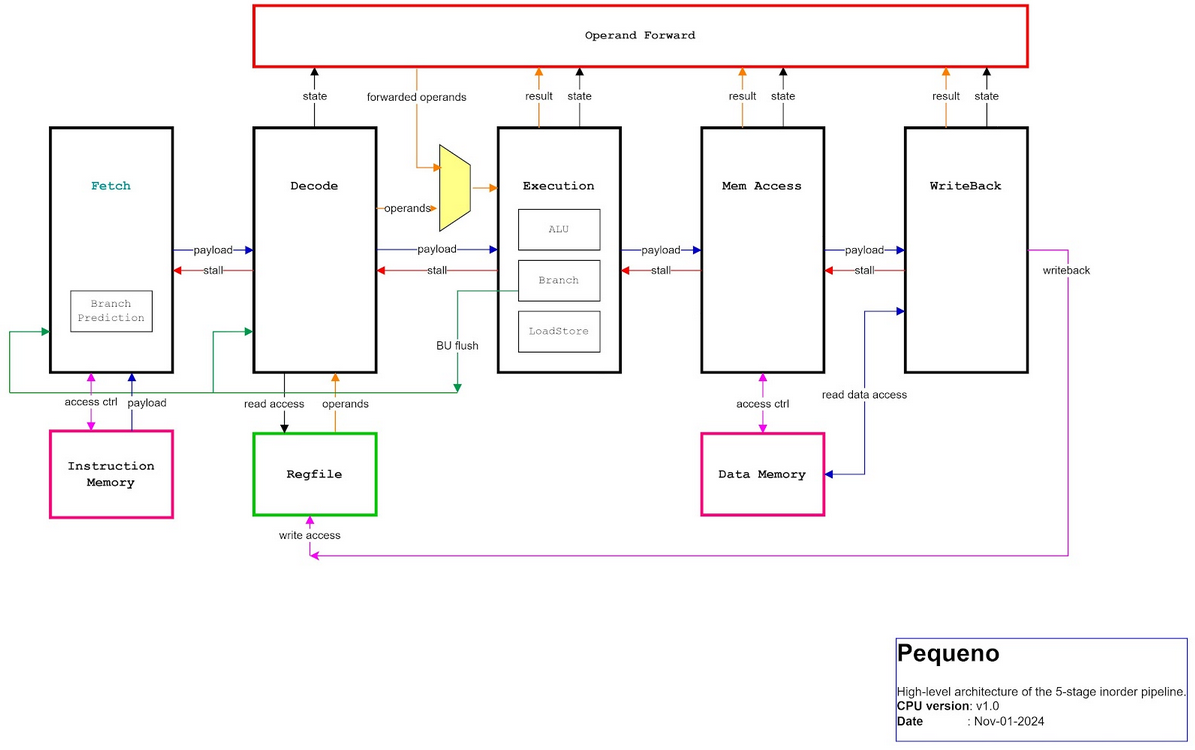 Operand Forward
state
forwarded operands
result
state
result
state
result
state
Fetch
Decode
Execution
Mem Access
WriteBack
operands
ALU
payload
payload
payload
payload
stall
stall
stall
stall
writeback
Branch
Branch
Prediction
LoadStore
BU flush
access ctrl
payload
read access
operands
access ctrl
read data access
Instruction
Memory
Regfile
Data Memory
write access
Pequeno
High-level architecture of the 5-stage inorder pipeline.
CPU version: v1.0
Date : Nov-01-2024